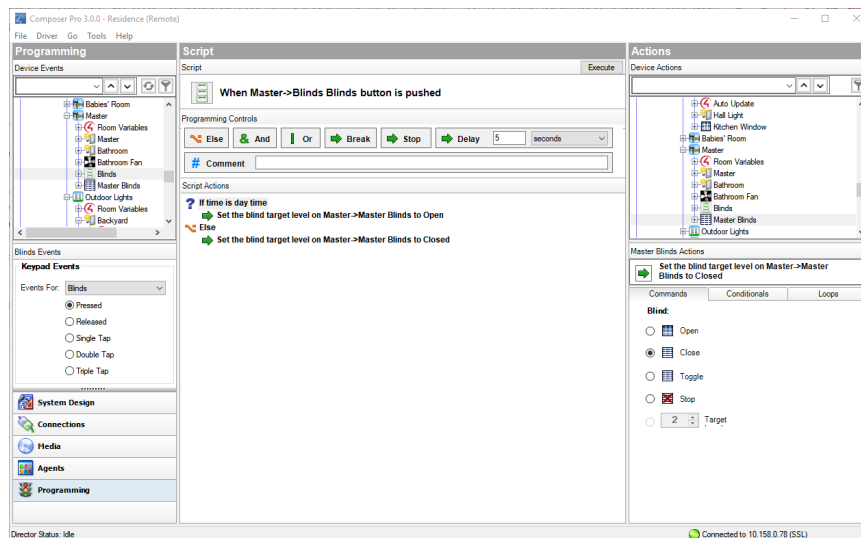 Composer Pro 3.0.0 - Residence (Remote)
File Driver Go Tools Help
Programming
Device Events
Babies' Room
Master
Room Variables
Master
Bathroom
Bathroom Fan
Blinds
Master Blinds
Outdoor Lights
Room Variables
Backyard
Blinds Events
Keypad Events
Events For: Blinds
Pressed
Released
Single Tap
Double Tap
Triple Tap
System Design
Connections
Media
Agents
Programming
Director Status: Idle
Script
Script Execute
When Master->Blinds Blinds button is pushed
Programming Controls
Else & And Or Break Stop Delay 5 seconds
# Comment
Script Actions
? If time is day time
Set the blind target level on Master->Master Blinds to Open
Else
Set the blind target level on Master->Master Blinds to Closed
Actions
Device Actions
Auto Update
Hall Light
Kitchen Window
Babies' Room
Master
Room Variables
Master
Bathroom
Bathroom Fan
Blinds
Master Blinds
Outdoor Lights
Master Blinds Actions
Set the blind target level on Master->Master
Blinds to Closed
Commands Conditionals Loops
Blind:
Open
Close
Toggle
Stop
2 Target
Connected to 10.158.0.78 (SSL)